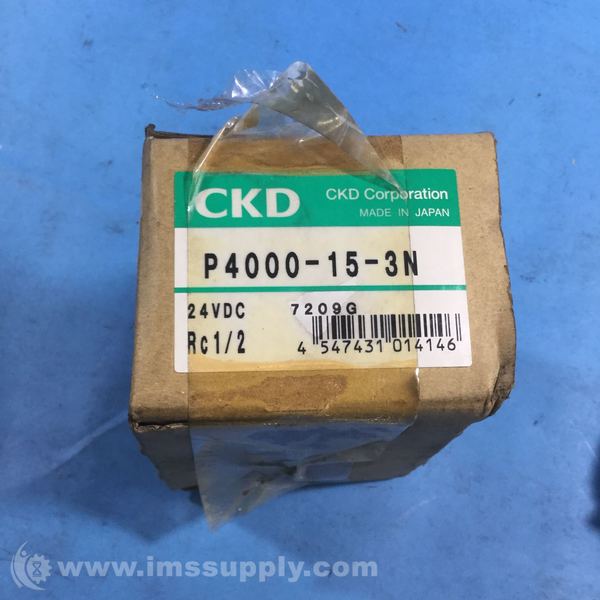 CKD
CKD Corporation
MADE IN JAPAN
P4000-15-3N
24VDC 7209G
Rc1/2
4 547431 014146
www.imssupply.com